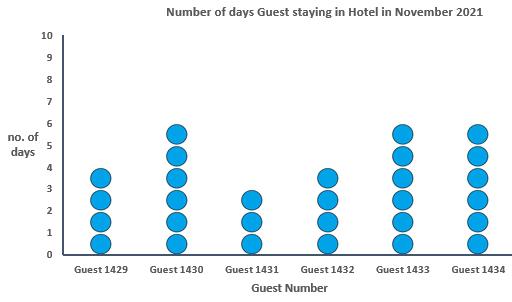 Number of days Guest staying in Hotel in November 2021
10
9
8
7
6
5
4
3
2
1
0
no. of
days
Guest 1429 Guest 1430 Guest 1431 Guest 1432 Guest 1433 Guest 1434
Guest Number